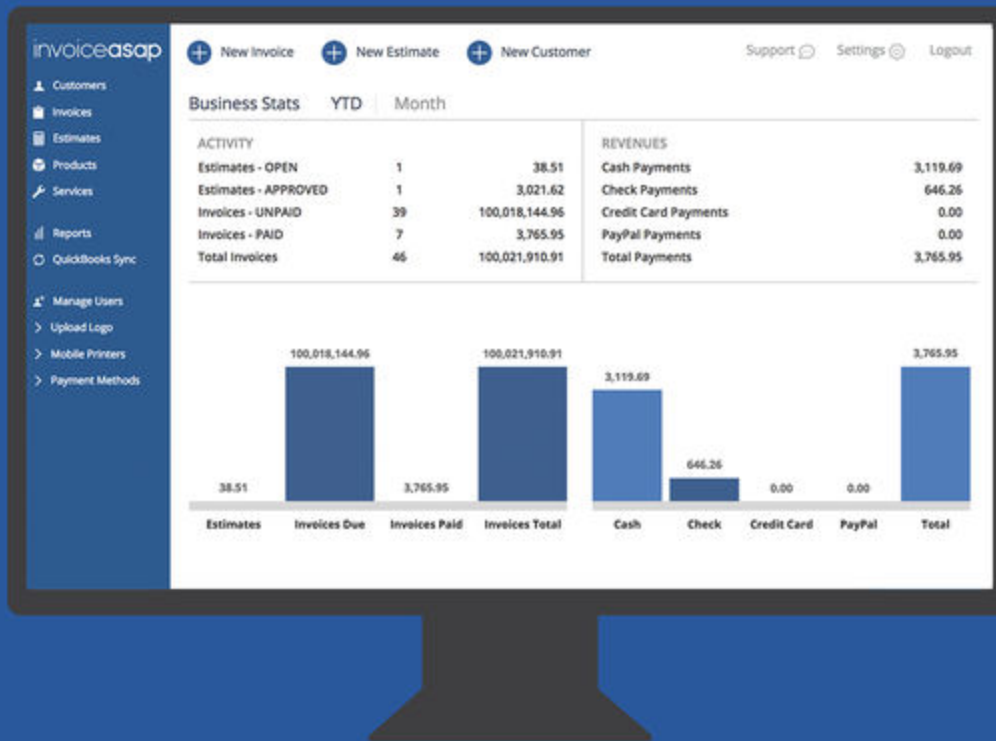 invoiceasap
New Invoice New Estimate New Customer Support Settings Logout
Customers
Invoices
Estimates
Products
Services
Reports
QuickBooks Sync
Manage Users
Upload Logo
Mobile Printers
Payment Methods
Business Stats YTD Month
ACTIVITY
Estimates - OPEN 1 38.51
Estimates - APPROVED 1 3,021.62
Invoices - UNPAID 39 100,018,144.96
Invoices - PAID 7 3,765.95
Total Invoices 46 100,021,910.91
REVENUES
Cash Payments 3,119.69
Check Payments 646.26
Credit Card Payments 0.00
PayPal Payments 0.00
Total Payments 3,765.95
38.51 100,018,144.96 3,765.95 100,021,910.91
Estimates Invoices Due Invoices Paid Invoices Total
3,119.69 646.26 0.00 0.00 3,765.95
Cash Check Credit Card PayPal Total